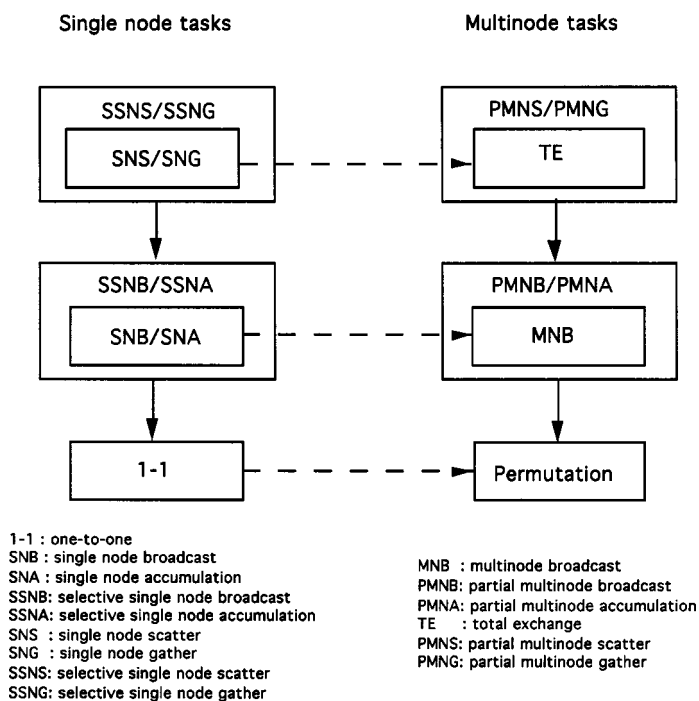 Single node tasks
Multinode tasks
SSNS/SSNG
SNS/SNG
PMNS/PMNG
TE
SSNB/SSNA
SNB/SNA
PMNB/PMNA
MNB
1-1
Permutation
1-1 : one-to-one
SNB : single node broadcast
SNA : single node accumulation
SSNB: selective single node broadcast
SSNA: selective single node accumulation
SNS : single node scatter
SNG : single node gather
SSNS: selective single node scatter
SSNG: selective single node gather
MNB : multinode broadcast
PMNB: partial multinode broadcast
PMNA: partial multinode accumulation
TE : total exchange
PMNS: partial multinode scatter
PMNG: partial multinode gather